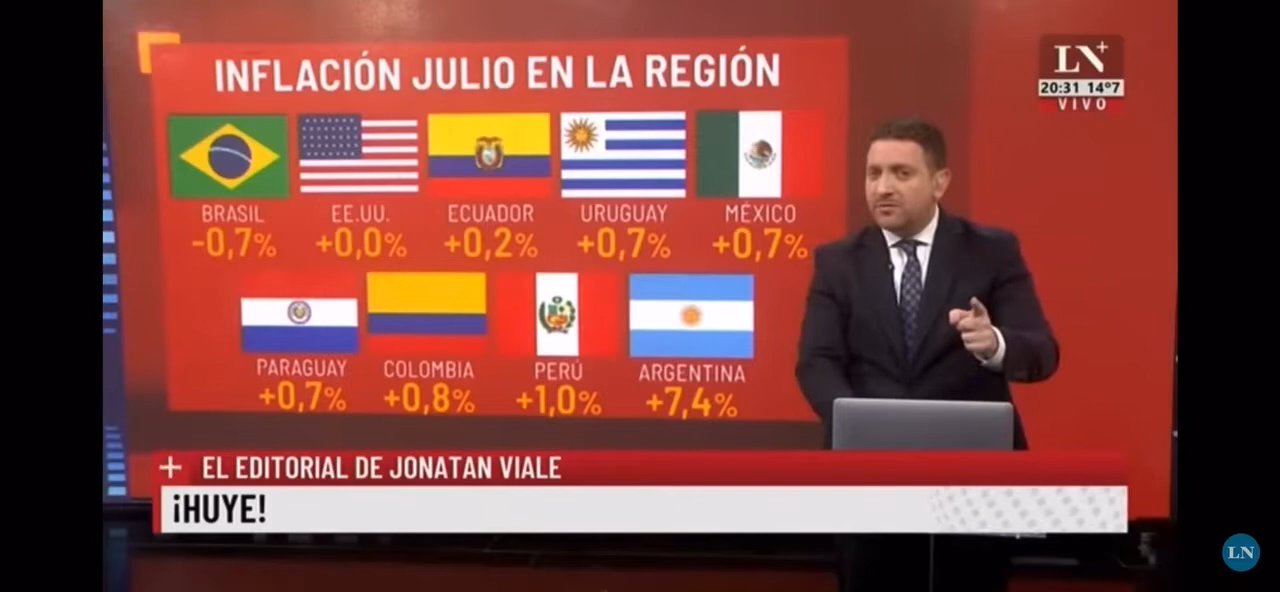 INFLACIÓN JULIO EN LA REGIÓN
LN+
20:31 14°7
VIVO
BRASIL
-0,7%
EE.UU.
+0,0%
ECUADOR
+0,2%
URUGUAY
+0,7%
MÉXICO
+0,7%
PARAGUAY
+0,7%
COLOMBIA
+0,8%
PERÚ
+1,0%
ARGENTINA
+7,4%
+ EL EDITORIAL DE JONATAN VIALE
¡HUYE!
LN